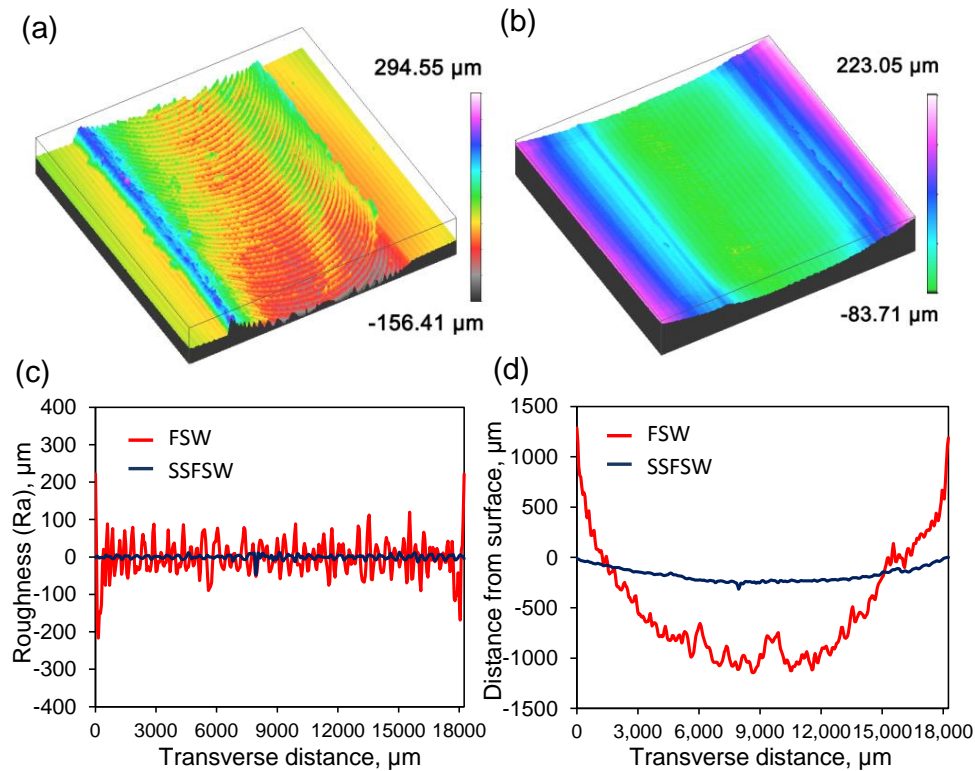 (a)
294.55 µm
-156.41 µm
(b)
223.05 µm
-83.71 µm
(c)
Roughness (Ra), µm
400
300
200
100
0
-100
-200
-300
-400
FSW
SSFSW
0 3000 6000 9000 12000 15000 18000
Transverse distance, µm
(d)
Distance from surface, µm
1500
1000
500
0
-500
-1000
-1500
FSW
SSFSW
0 3,000 6,000 9,000 12,000 15,000 18,000
Transverse distance, µm